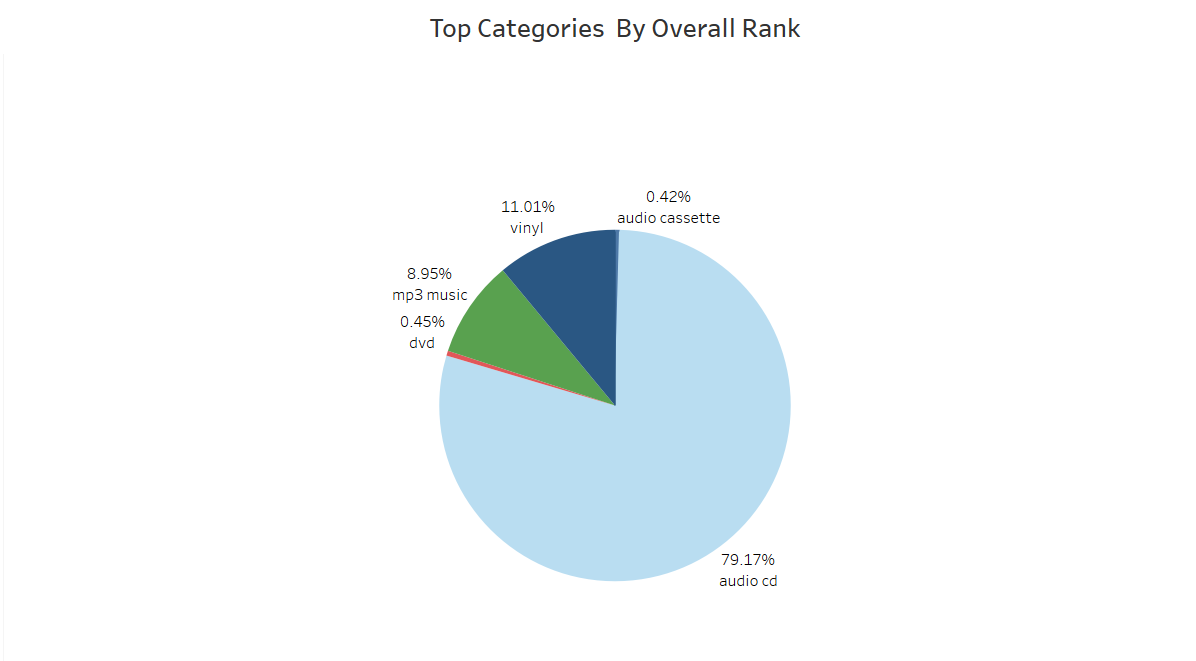 Top Categories  By Overall Rank
0.42%
audio cassette
11.01%
vinyl
8.95%
mp3 music
0.45%
dvd
79.17%
audio cd